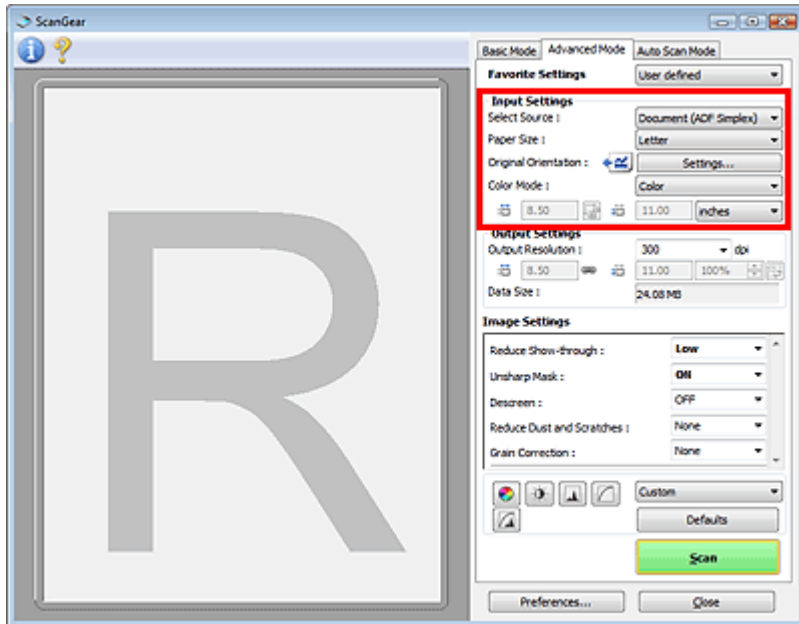 ScanGear
Basic Mode Advanced Mode Auto Scan Mode
Favorite Settings User defined
Input Settings
Select Source : Document (ADF Simplex)
Paper Size : Letter
Original Orientation : Settings...
Color Mode : Color
8.50 11.00 inches
Output Settings
Output Resolution : 300 dpi
8.50 11.00 100%
Data Size : 24.08 MB
Image Settings
Reduce Show-through : Low
Unsharp Mask : ON
Descreen : OFF
Reduce Dust and Scratches : None
Grain Correction : None
Custom
Defaults
Scan
Preferences... Close
R